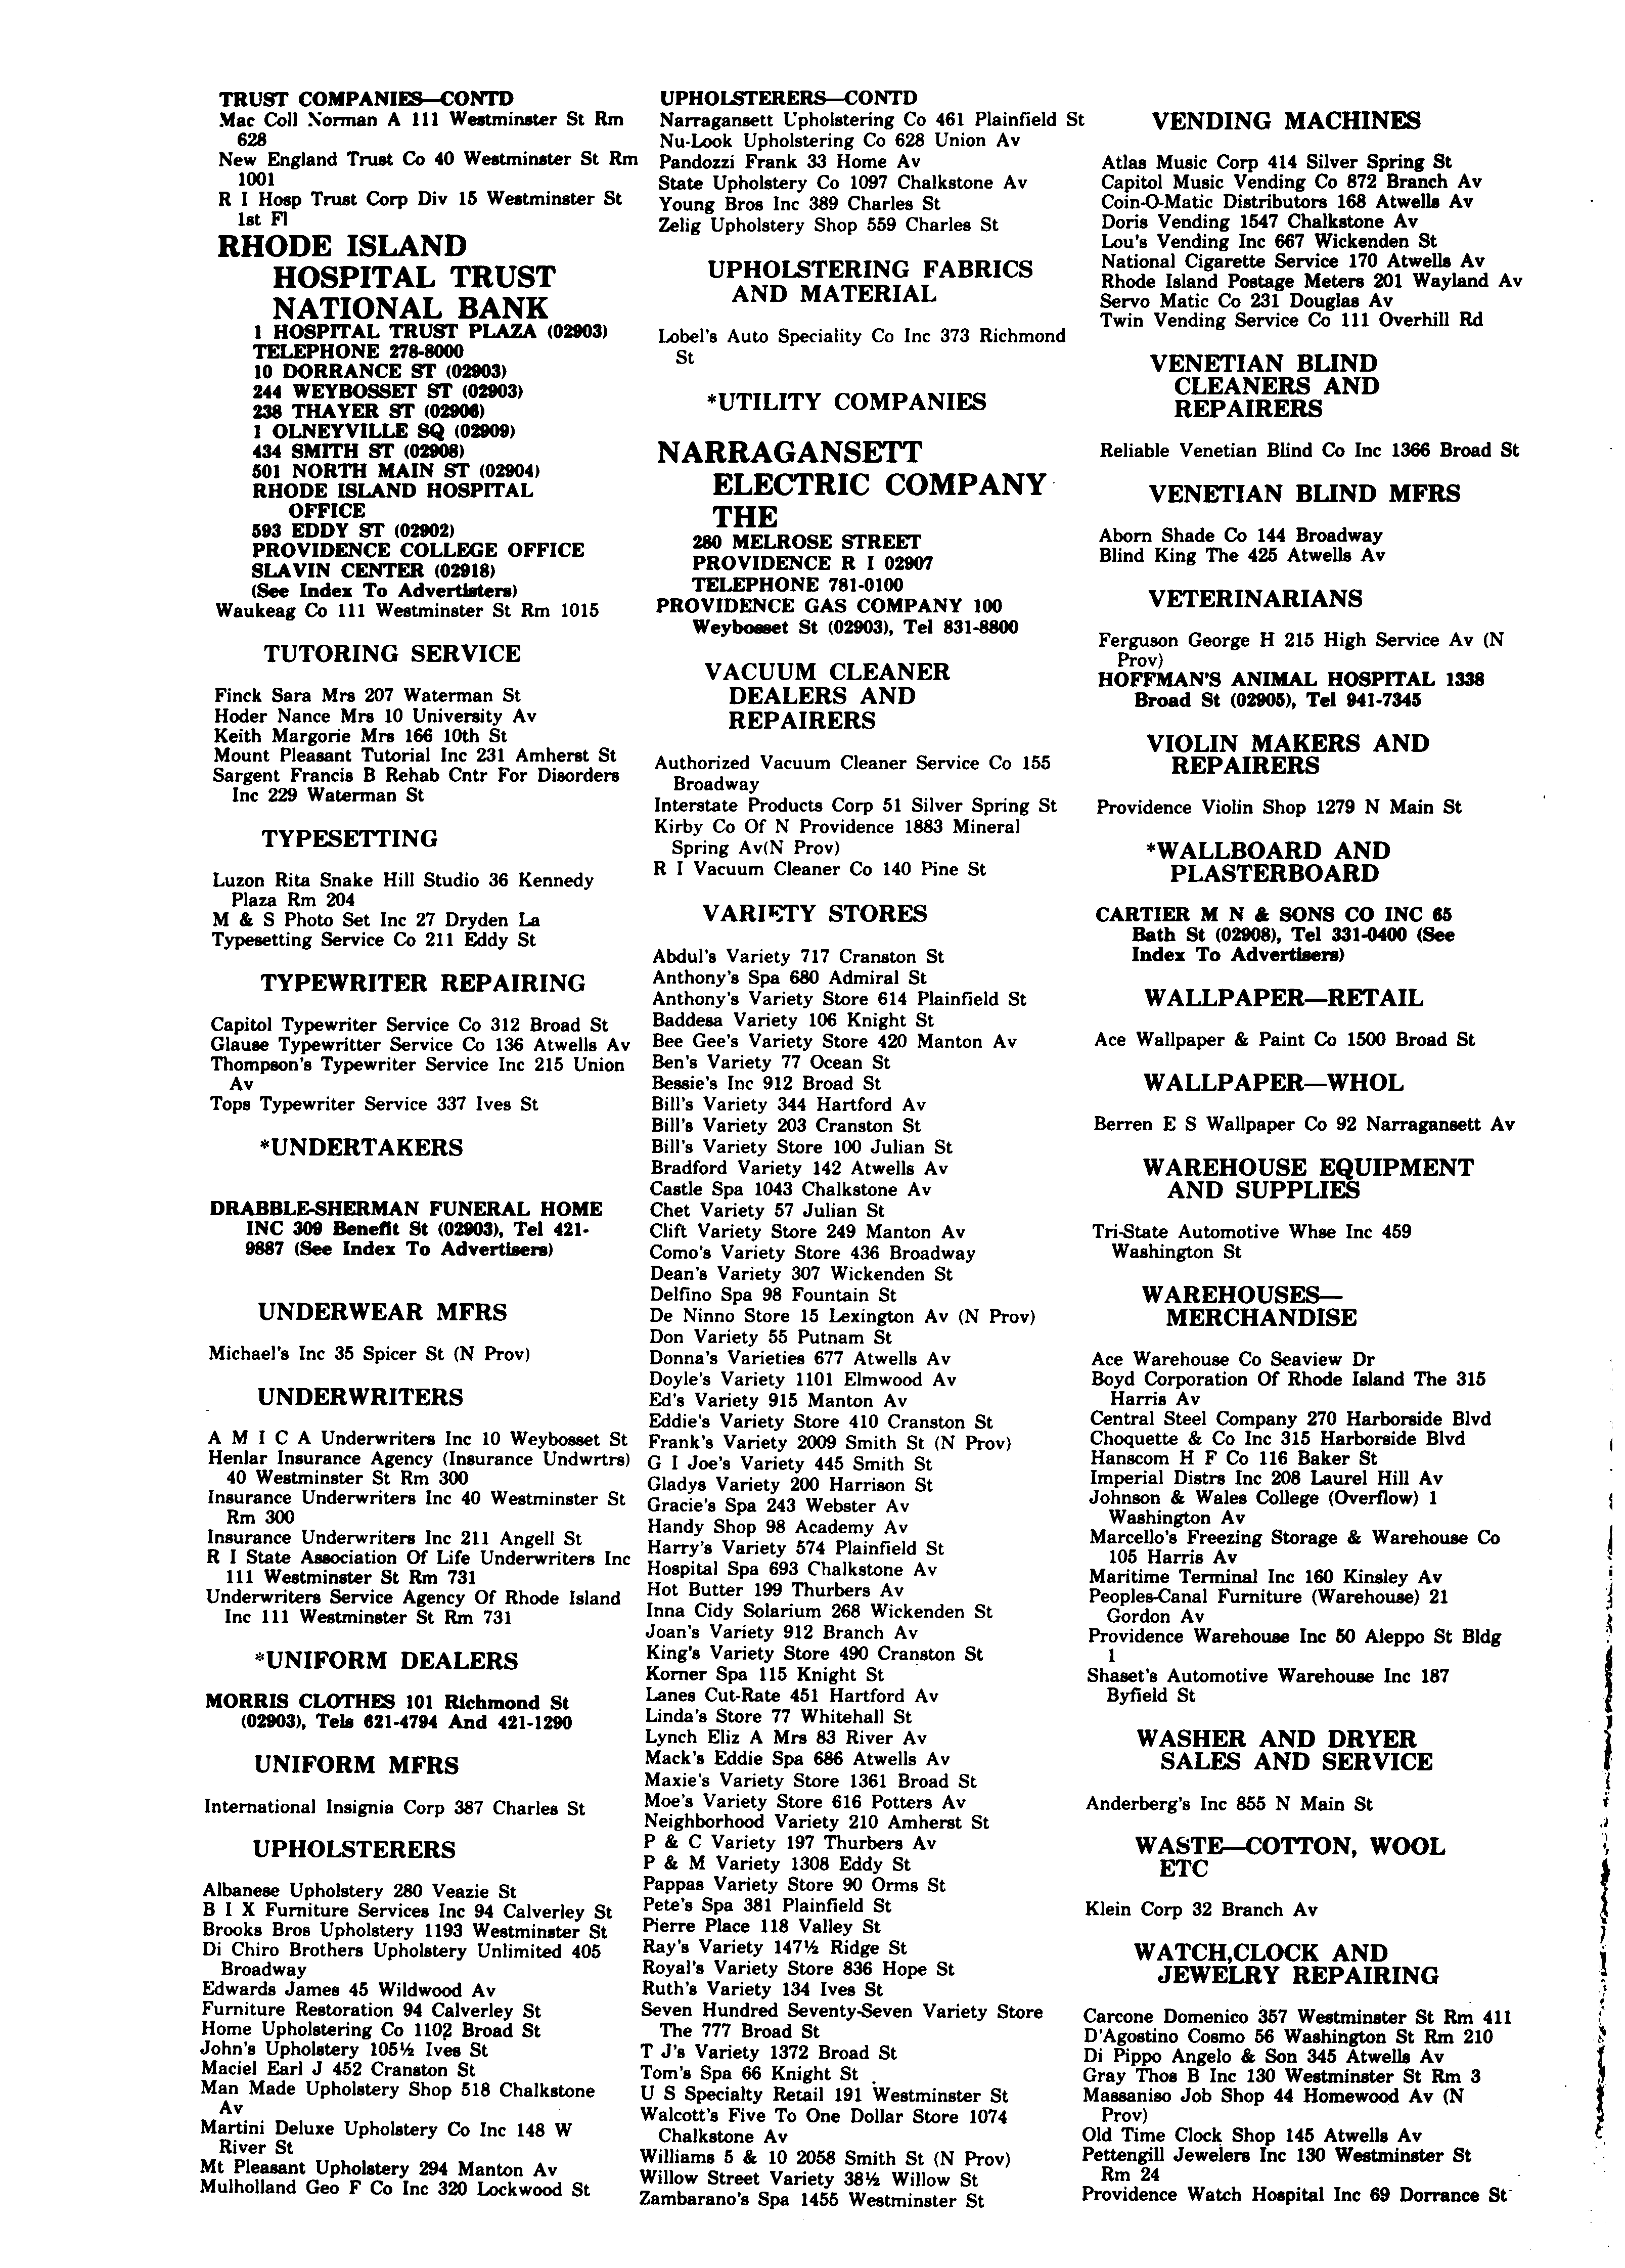 TRUST COMPANIES—CONTD
Mac Coll Norman A 111 Westminster St Rm
628
New England Trust Co 40 Westminster St Rm
1001
R I Hosp Trust Corp Div 15 Westminster St
1st Fl
RHODE ISLAND
HOSPITAL TRUST
NATIONAL BANK
1 HOSPITAL TRUST PLAZA (02903)
TELEPHONE 278-8000
10 DORRANCE ST (02903)
244 WEYBOSSET ST (02903)
238 THAYER ST (02906)
1 OLNEYVILLE SQ (02909)
434 SMITH ST (02908)
501 NORTH MAIN ST (02904)
RHODE ISLAND HOSPITAL
OFFICE
593 EDDY ST (02902)
PROVIDENCE COLLEGE OFFICE
SLAVIN CENTER (02918)
(See Index To Advertisters)
Waukeag Co 111 Westminster St Rm 1015
TUTORING SERVICE
Finck Sara Mrs 207 Waterman St
Hoder Nance Mrs 10 University Av
Keith Margorie Mrs 166 10th St
Mount Pleasant Tutorial Inc 231 Amherst St
Sargent Francis B Rehab Cntr For Disorders
Inc 229 Waterman St
TYPESETTING
Luzon Rita Snake Hill Studio 36 Kennedy
Plaza Rm 204
M & S Photo Set Inc 27 Dryden La
Typesetting Service Co 211 Eddy St
TYPEWRITER REPAIRING
Capitol Typewriter Service Co 312 Broad St
Glause Typewritter Service Co 136 Atwells Av
Thompson's Typewriter Service Inc 215 Union
Av
Tops Typewriter Service 337 Ives St
*UNDERTAKERS
DRABBLE-SHERMAN FUNERAL HOME
INC 309 Benefit St (02903), Tel 421-
9887 (See Index To Advertisers)
UNDERWEAR MFRS
Michael's Inc 35 Spicer St (N Prov)
UNDERWRITERS
A M I C A Underwriters Inc 10 Weybosset St
Henlar Insurance Agency (Insurance Undwrtrs)
40 Westminster St Rm 300
Insurance Underwriters Inc 40 Westminster St
Rm 300
Insurance Underwriters Inc 211 Angell St
R I State Association Of Life Underwriters Inc
111 Westminster St Rm 731
Underwriters Service Agency Of Rhode Island
Inc 111 Westminster St Rm 731
*UNIFORM DEALERS
MORRIS CLOTHES 101 Richmond St
(02903), Tels 621-4794 And 421-1290
UNIFORM MFRS
International Insignia Corp 387 Charles St
UPHOLSTERERS
Albanese Upholstery 280 Veazie St
B I X Furniture Services Inc 94 Calverley St
Brooks Bros Upholstery 1193 Westminster St
Di Chiro Brothers Upholstery Unlimited 405
Broadway
Edwards James 45 Wildwood Av
Furniture Restoration 94 Calverley St
Home Upholstering Co 1102 Broad St
John's Upholstery 105½ Ives St
Maciel Earl J 452 Cranston St
Man Made Upholstery Shop 518 Chalkstone
Av
Martini Deluxe Upholstery Co Inc 148 W
River St
Mt Pleasant Upholstery 294 Manton Av
Mulholland Geo F Co Inc 320 Lockwood St
UPHOLSTERERS—CONTD
Narragansett Upholstering Co 461 Plainfield St
Nu-Look Upholstering Co 628 Union Av
Pandozzi Frank 33 Home Av
State Upholstery Co 1097 Chalkstone Av
Young Bros Inc 389 Charles St
Zelig Upholstery Shop 559 Charles St
UPHOLSTERING FABRICS
AND MATERIAL
Lobel's Auto Speciality Co Inc 373 Richmond
St
*UTILITY COMPANIES
NARRAGANSETT
ELECTRIC COMPANY
THE
280 MELROSE STREET
PROVIDENCE R I 02907
TELEPHONE 781-0100
PROVIDENCE GAS COMPANY 100
Weybosset St (02903), Tel 831-8800
VACUUM CLEANER
DEALERS AND
REPAIRERS
Authorized Vacuum Cleaner Service Co 155
Broadway
Interstate Products Corp 51 Silver Spring St
Kirby Co Of N Providence 1883 Mineral
Spring Av(N Prov)
R I Vacuum Cleaner Co 140 Pine St
VARIETY STORES
Abdul's Variety 717 Cranston St
Anthony's Spa 680 Admiral St
Anthony's Variety Store 614 Plainfield St
Baddesa Variety 106 Knight St
Bee Gee's Variety Store 420 Manton Av
Ben's Variety 77 Ocean St
Bessie's Inc 912 Broad St
Bill's Variety 344 Hartford Av
Bill's Variety 203 Cranston St
Bill's Variety Store 100 Julian St
Bradford Variety 142 Atwells Av
Castle Spa 1043 Chalkstone Av
Chet Variety 57 Julian St
Clift Variety Store 249 Manton Av
Como's Variety Store 436 Broadway
Dean's Variety 307 Wickenden St
Delfino Spa 98 Fountain St
De Ninno Store 15 Lexington Av (N Prov)
Don Variety 55 Putnam St
Donna's Varieties 677 Atwells Av
Doyle's Variety 1101 Elmwood Av
Ed's Variety 915 Manton Av
Eddie's Variety Store 410 Cranston St
Frank's Variety 2009 Smith St (N Prov)
G I Joe's Variety 445 Smith St
Gladys Variety 200 Harrison St
Gracie's Spa 243 Webster Av
Handy Shop 98 Academy Av
Harry's Variety 574 Plainfield St
Hospital Spa 693 Chalkstone Av
Hot Butter 199 Thurbers Av
Inna Cidy Solarium 268 Wickenden St
Joan's Variety 912 Branch Av
King's Variety Store 490 Cranston St
Korner Spa 115 Knight St
Lanes Cut-Rate 451 Hartford Av
Linda's Store 77 Whitehall St
Lynch Eliz A Mrs 83 River Av
Mack's Eddie Spa 686 Atwells Av
Maxie's Variety Store 1361 Broad St
Moe's Variety Store 616 Potters Av
Neighborhood Variety 210 Amherst St
P & C Variety 197 Thurbers Av
P & M Variety 1308 Eddy St
Pappas Variety Store 90 Orms St
Pete's Spa 381 Plainfield St
Pierre Place 118 Valley St
Ray's Variety 147½ Ridge St
Royal's Variety Store 836 Hope St
Ruth's Variety 134 Ives St
Seven Hundred Seventy-Seven Variety Store
The 777 Broad St
T J's Variety 1372 Broad St
Tom's Spa 66 Knight St
U S Specialty Retail 191 Westminster St
Walcott's Five To One Dollar Store 1074
Chalkstone Av
Williams 5 & 10 2058 Smith St (N Prov)
Willow Street Variety 38½ Willow St
Zambarano's Spa 1455 Westminster St
VENDING MACHINES
Atlas Music Corp 414 Silver Spring St
Capitol Music Vending Co 872 Branch Av
Coin-O-Matic Distributors 168 Atwells Av
Doris Vending 1547 Chalkstone Av
Lou's Vending Inc 667 Wickenden St
National Cigarette Service 170 Atwells Av
Rhode Island Postage Meters 201 Wayland Av
Servo Matic Co 231 Douglas Av
Twin Vending Service Co 111 Overhill Rd
VENETIAN BLIND
CLEANERS AND
REPAIRERS
Reliable Venetian Blind Co Inc 1366 Broad St
VENETIAN BLIND MFRS
Aborn Shade Co 144 Broadway
Blind King The 425 Atwells Av
VETERINARIANS
Ferguson George H 215 High Service Av (N
Prov)
HOFFMAN'S ANIMAL HOSPITAL 1338
Broad St (02905), Tel 941-7345
VIOLIN MAKERS AND
REPAIRERS
Providence Violin Shop 1279 N Main St
*WALLBOARD AND
PLASTERBOARD
CARTIER M N & SONS CO INC 65
Bath St (02908), Tel 331-0400 (See
Index To Advertisers)
WALLPAPER—RETAIL
Ace Wallpaper & Paint Co 1500 Broad St
WALLPAPER—WHOL
Berren E S Wallpaper Co 92 Narragansett Av
WAREHOUSE EQUIPMENT
AND SUPPLIES
Tri-State Automotive Whse Inc 459
Washington St
WAREHOUSES—
MERCHANDISE
Ace Warehouse Co Seaview Dr
Boyd Corporation Of Rhode Island The 315
Harris Av
Central Steel Company 270 Harborside Blvd
Choquette & Co Inc 315 Harborside Blvd
Hanscom H F Co 116 Baker St
Imperial Distrs Inc 208 Laurel Hill Av
Johnson & Wales College (Overflow) 1
Washington Av
Marcello's Freezing Storage & Warehouse Co
105 Harris Av
Maritime Terminal Inc 160 Kinsley Av
Peoples-Canal Furniture (Warehouse) 21
Gordon Av
Providence Warehouse Inc 50 Aleppo St Bldg
1
Shaset's Automotive Warehouse Inc 187
Byfield St
WASHER AND DRYER
SALES AND SERVICE
Anderberg's Inc 855 N Main St
WASTE—COTTON, WOOL
ETC
Klein Corp 32 Branch Av
WATCH,CLOCK AND
JEWELRY REPAIRING
Carcone Domenico 357 Westminster St Rm 411
D'Agostino Cosmo 56 Washington St Rm 210
Di Pippo Angelo & Son 345 Atwells Av
Gray Thos B Inc 130 Westminster St Rm 3
Massaniso Job Shop 44 Homewood Av (N
Prov)
Old Time Clock Shop 145 Atwells Av
Pettengill Jewelers Inc 130 Westminster St
Rm 24
Providence Watch Hospital Inc 69 Dorrance St